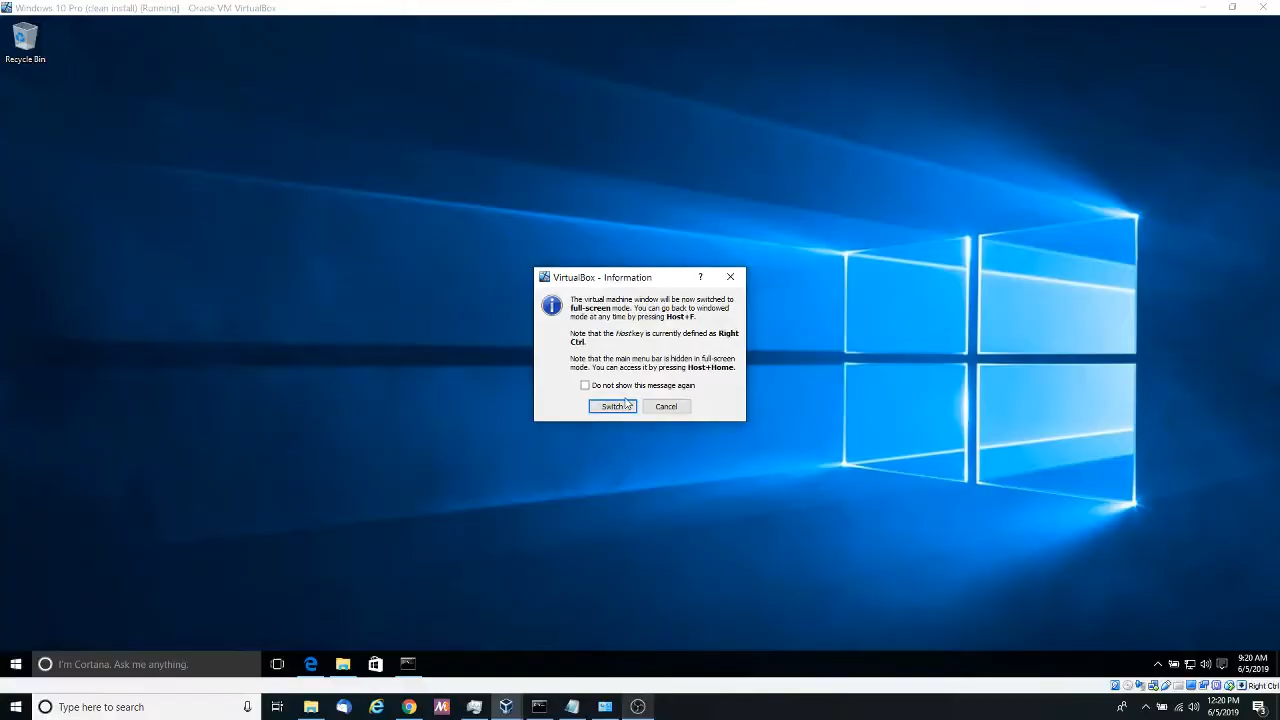 Windows 10 Pro (clean install) [Running] - Oracle VM VirtualBox
Recycle Bin
VirtualBox - Information
The virtual machine window will be now switched to
full-screen mode. You can go back to windowed
mode at any time by pressing Host+F.
Note that the Host key is currently defined as Right
Ctrl.
Note that the main menu bar is hidden in full-screen
mode. You can access it by pressing Host+Home.
Do not show this message again
Switch
Cancel
I'm Cortana. Ask me anything.
9:20 AM
6/5/2019
Right Ctrl
Type here to search
12:20 PM
6/5/2019